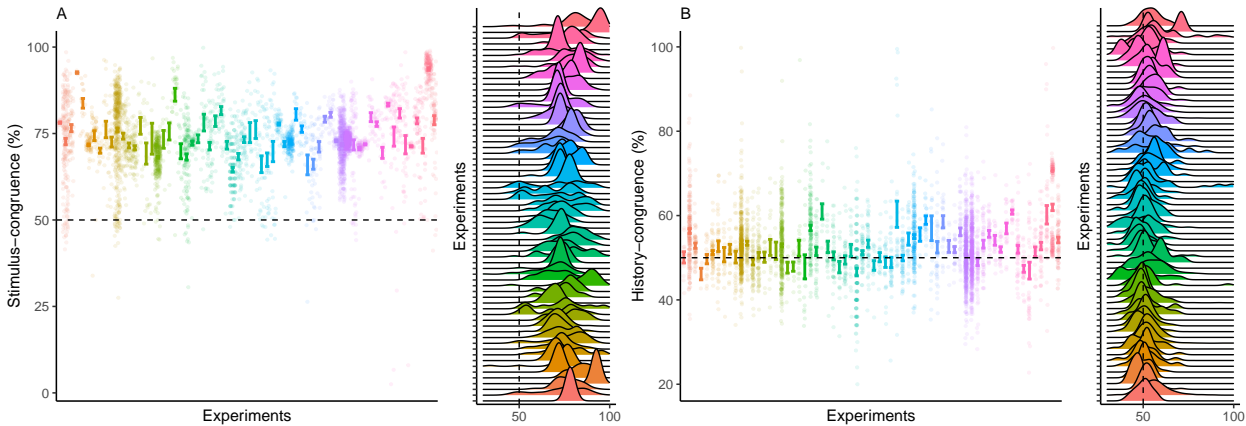 A
Stimulus−congruence (%)
100
75
50
25
0
Experiments
Experiments
50
100
B
History−congruence (%)
100
80
60
40
20
Experiments
Experiments
50
100